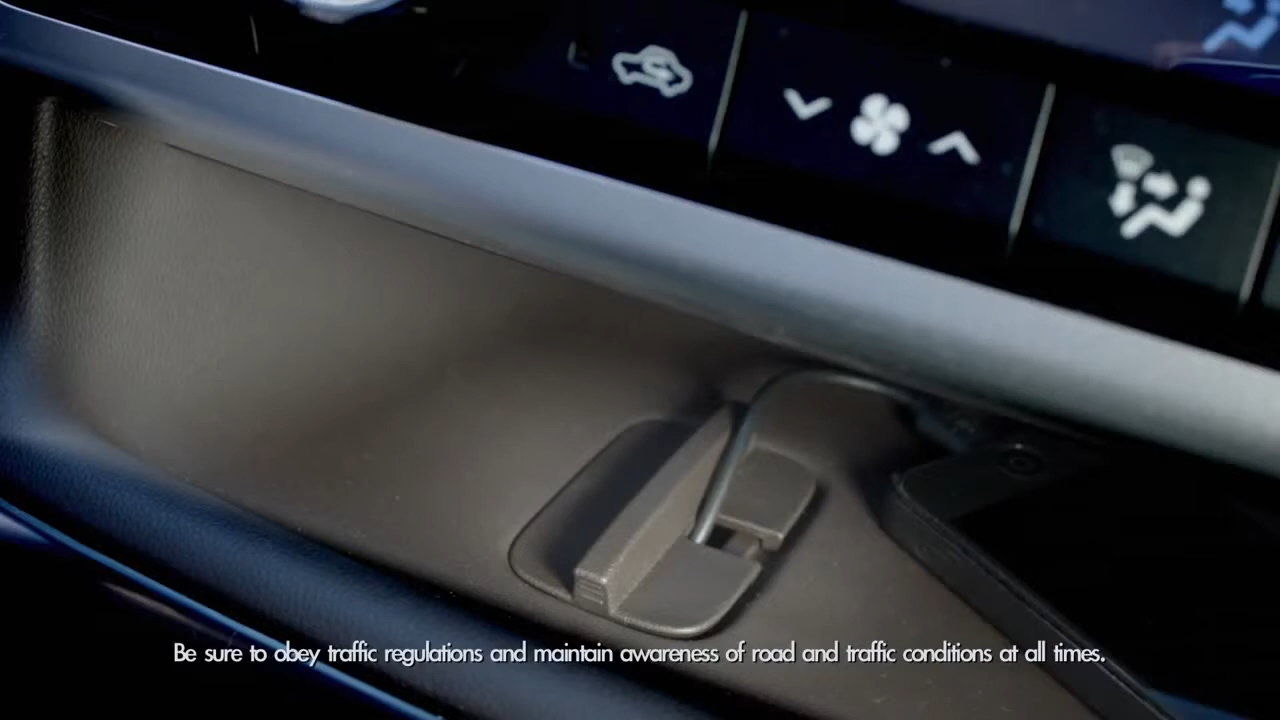 Be sure to obey traffic regulations and maintain awareness of road and traffic conditions at all times.